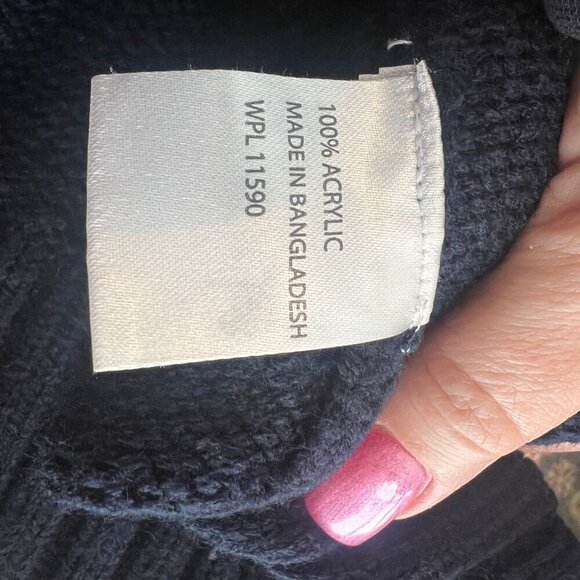 100% ACRYLIC
MADE IN BANGLADESH
WPL 11590